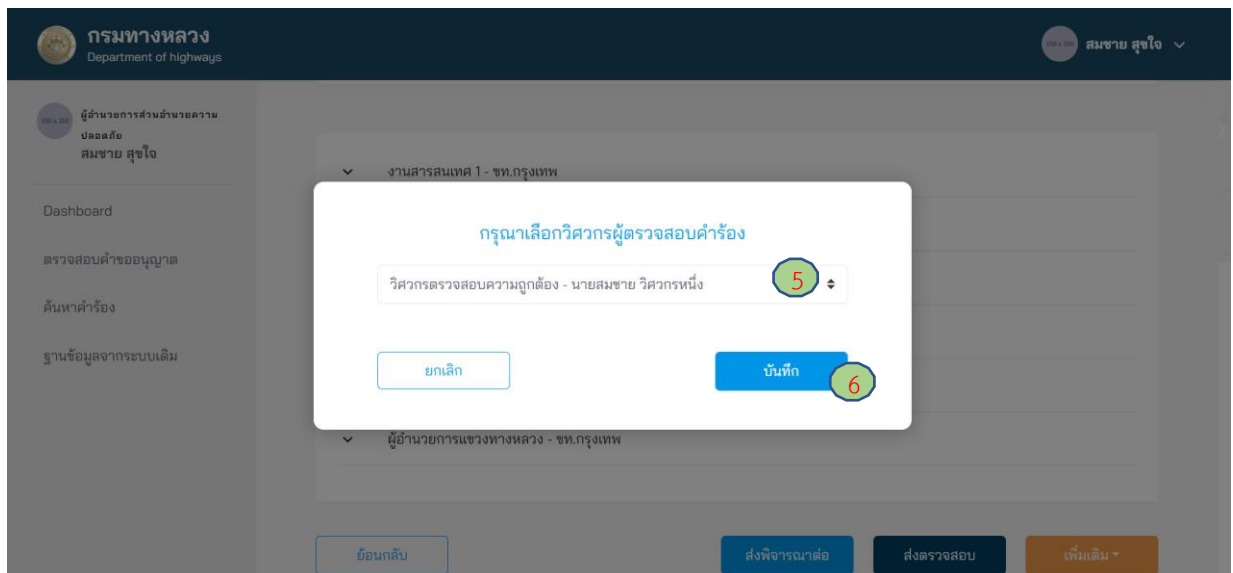 กรมทางหลวง
Department of highways
สมชาย สุขใจ
ผู้อำนวยการส่วนอำนวยความ
ปลอดภัย
สมชาย สุขใจ
Dashboard
ตรวจสอบคำขออนุญาต
ค้นหาคำร้อง
ฐานข้อมูลจากระบบเดิม
งานสารสนเทศ 1 - ขท.กรุงเทพ
กรุณาเลือกวิศวกรผู้ตรวจสอบคำร้อง
วิศวกรตรวจสอบความถูกต้อง - นายสมชาย วิศวกรหนึ่ง
5
ยกเลิก
บันทึก
6
ผู้อำนวยการแขวงทางหลวง - ขท.กรุงเทพ
ย้อนกลับ
ส่งพิจารณาต่อ
ส่งตรวจสอบ
เพิ่มเติม